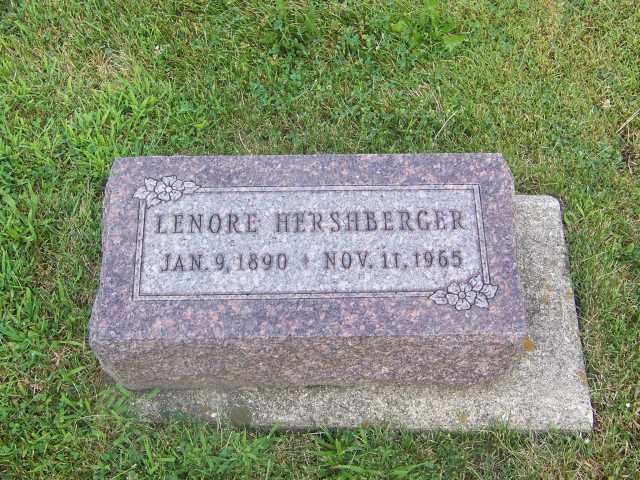 LENORE HERSHBERGER
JAN. 9, 1890 NOV. 11, 1965